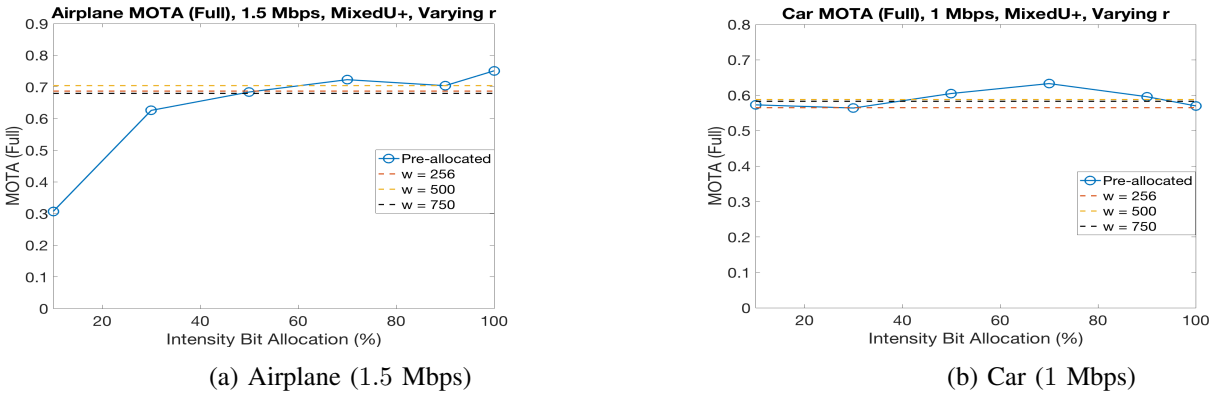 Airplane MOTA (Full), 1.5 Mbps, MixedU+, Varying r
0.9
0.8
0.7
0.6
0.5
0.4
0.3
0.2
0.1
0
MOTA (Full)
Pre-allocated
w = 256
w = 500
w = 750
20
40
60
80
100
Intensity Bit Allocation (%)
(a) Airplane (1.5 Mbps)
Car MOTA (Full), 1 Mbps, MixedU+, Varying r
0.8
0.7
0.6
0.5
0.4
0.3
0.2
0.1
0
MOTA (Full)
Pre-allocated
w = 256
w = 500
w = 750
20
40
60
80
100
Intensity Bit Allocation (%)
(b) Car (1 Mbps)